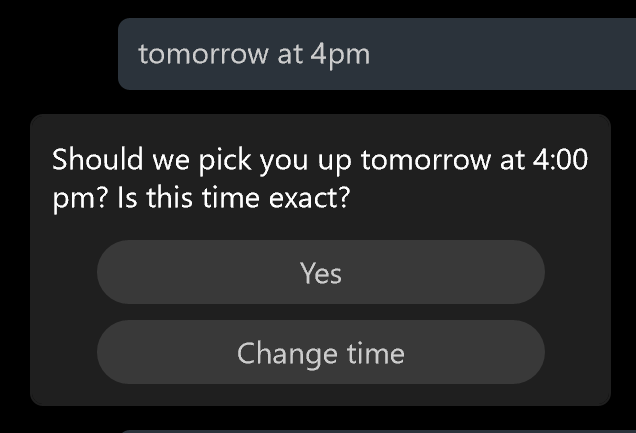 tomorrow at 4pm
Should we pick you up tomorrow at 4:00
pm? Is this time exact?
Yes
Change time